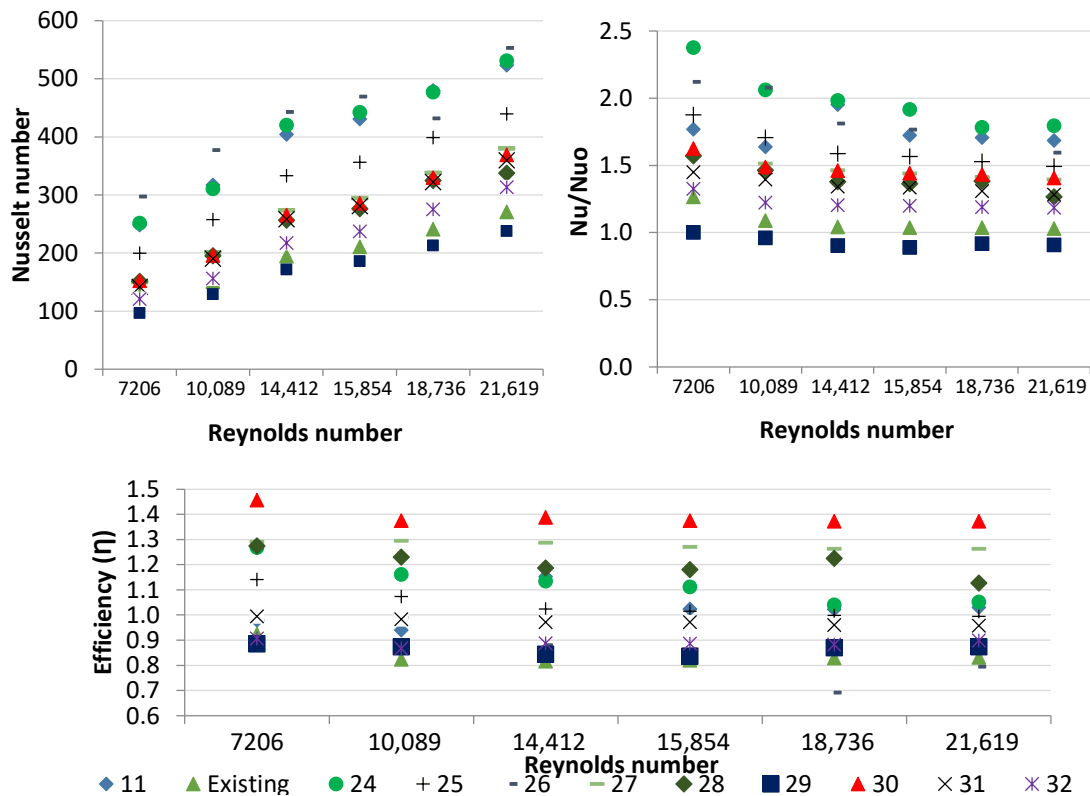 600
500
400
300
200
100
0
Nusselt number
7206 10,089 14,412 15,854 18,736 21,619
Reynolds number
2.5
2.0
1.5
1.0
0.5
0.0
Nu/Nuo
7206 10,089 14,412 15,854 18,736 21,619
Reynolds number
1.5
1.4
1.3
1.2
1.1
1.0
0.9
0.8
0.7
0.6
Efficiency (η)
7206 10,089 14,412 15,854 18,736 21,619
Reynolds number
11 Existing 24 25 26 27 28 29 30 31 32